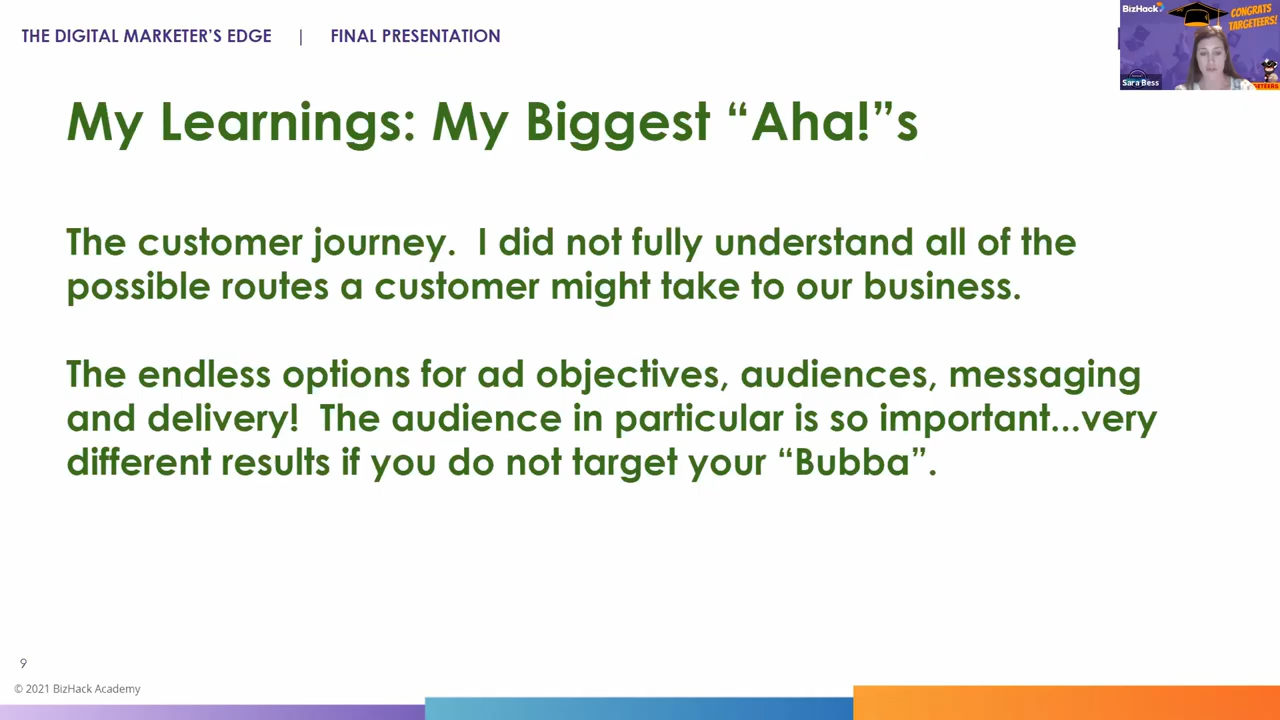 THE DIGITAL MARKETER'S EDGE | FINAL PRESENTATION
BizHack
CONGRATS
TARGETEERS!
Sara Bess
My Learnings: My Biggest “Aha!”s
The customer journey.  I did not fully understand all of the
possible routes a customer might take to our business.
The endless options for ad objectives, audiences, messaging
and delivery!  The audience in particular is so important...very
different results if you do not target your “Bubba”.
9
© 2021 BizHack Academy